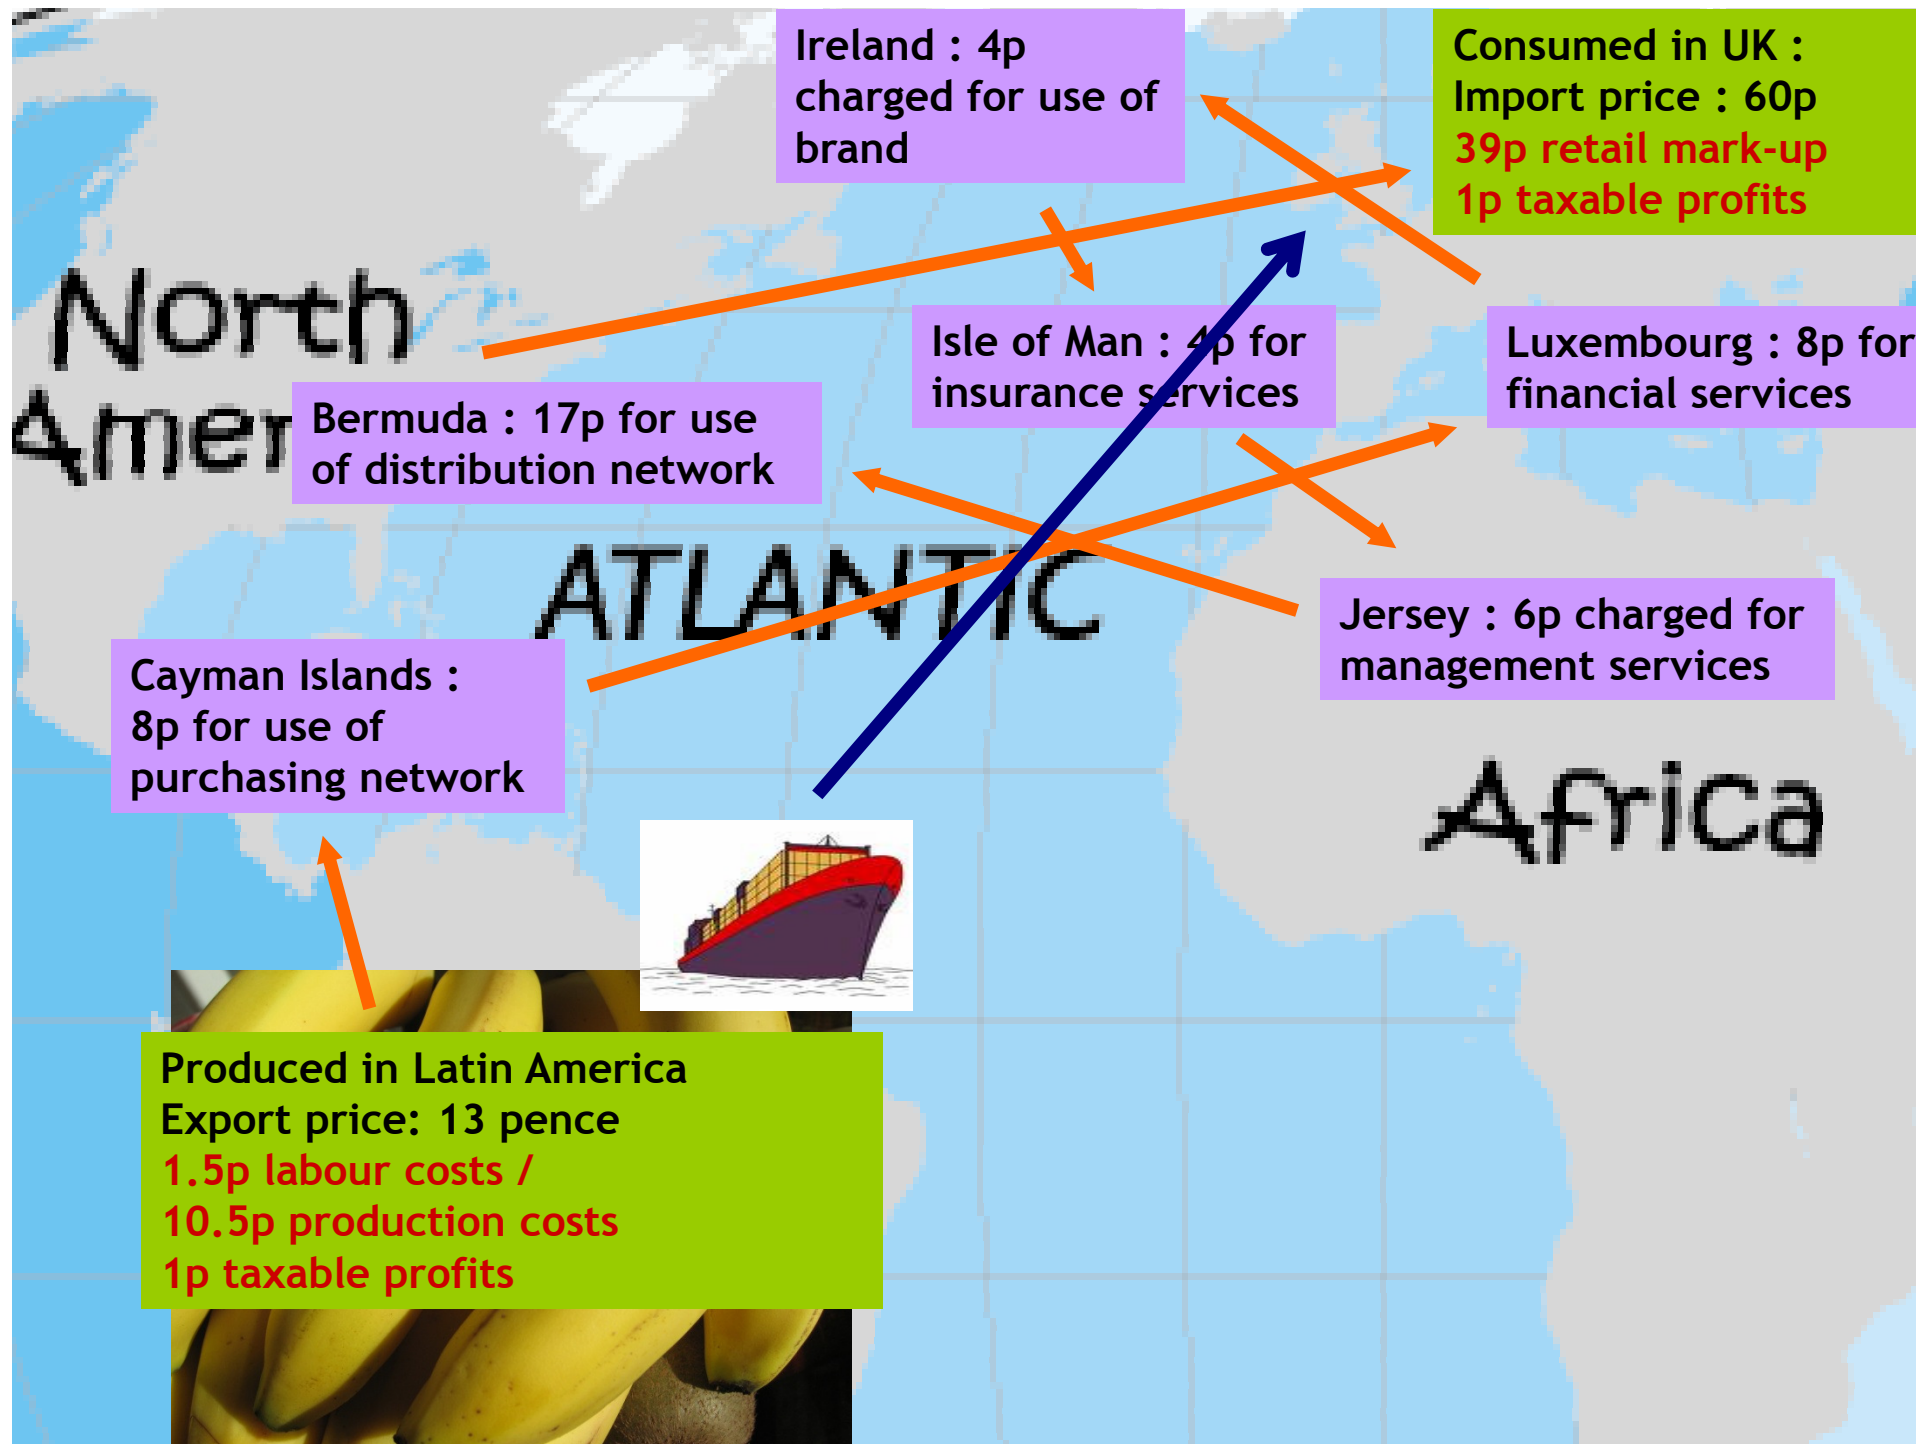 Ireland : 4p
charged for use of
brand
Consumed in UK :
Import price : 60p
39p retail mark-up
1p taxable profits
North
Amer
Isle of Man : 4p for
insurance services
Luxembourg : 8p for
financial services
Bermuda : 17p for use
of distribution network
ATLANTIC
Jersey : 6p charged for
management services
Cayman Islands :
8p for use of
purchasing network
Africa
Produced in Latin America
Export price: 13 pence
1.5p labour costs /
10.5p production costs
1p taxable profits